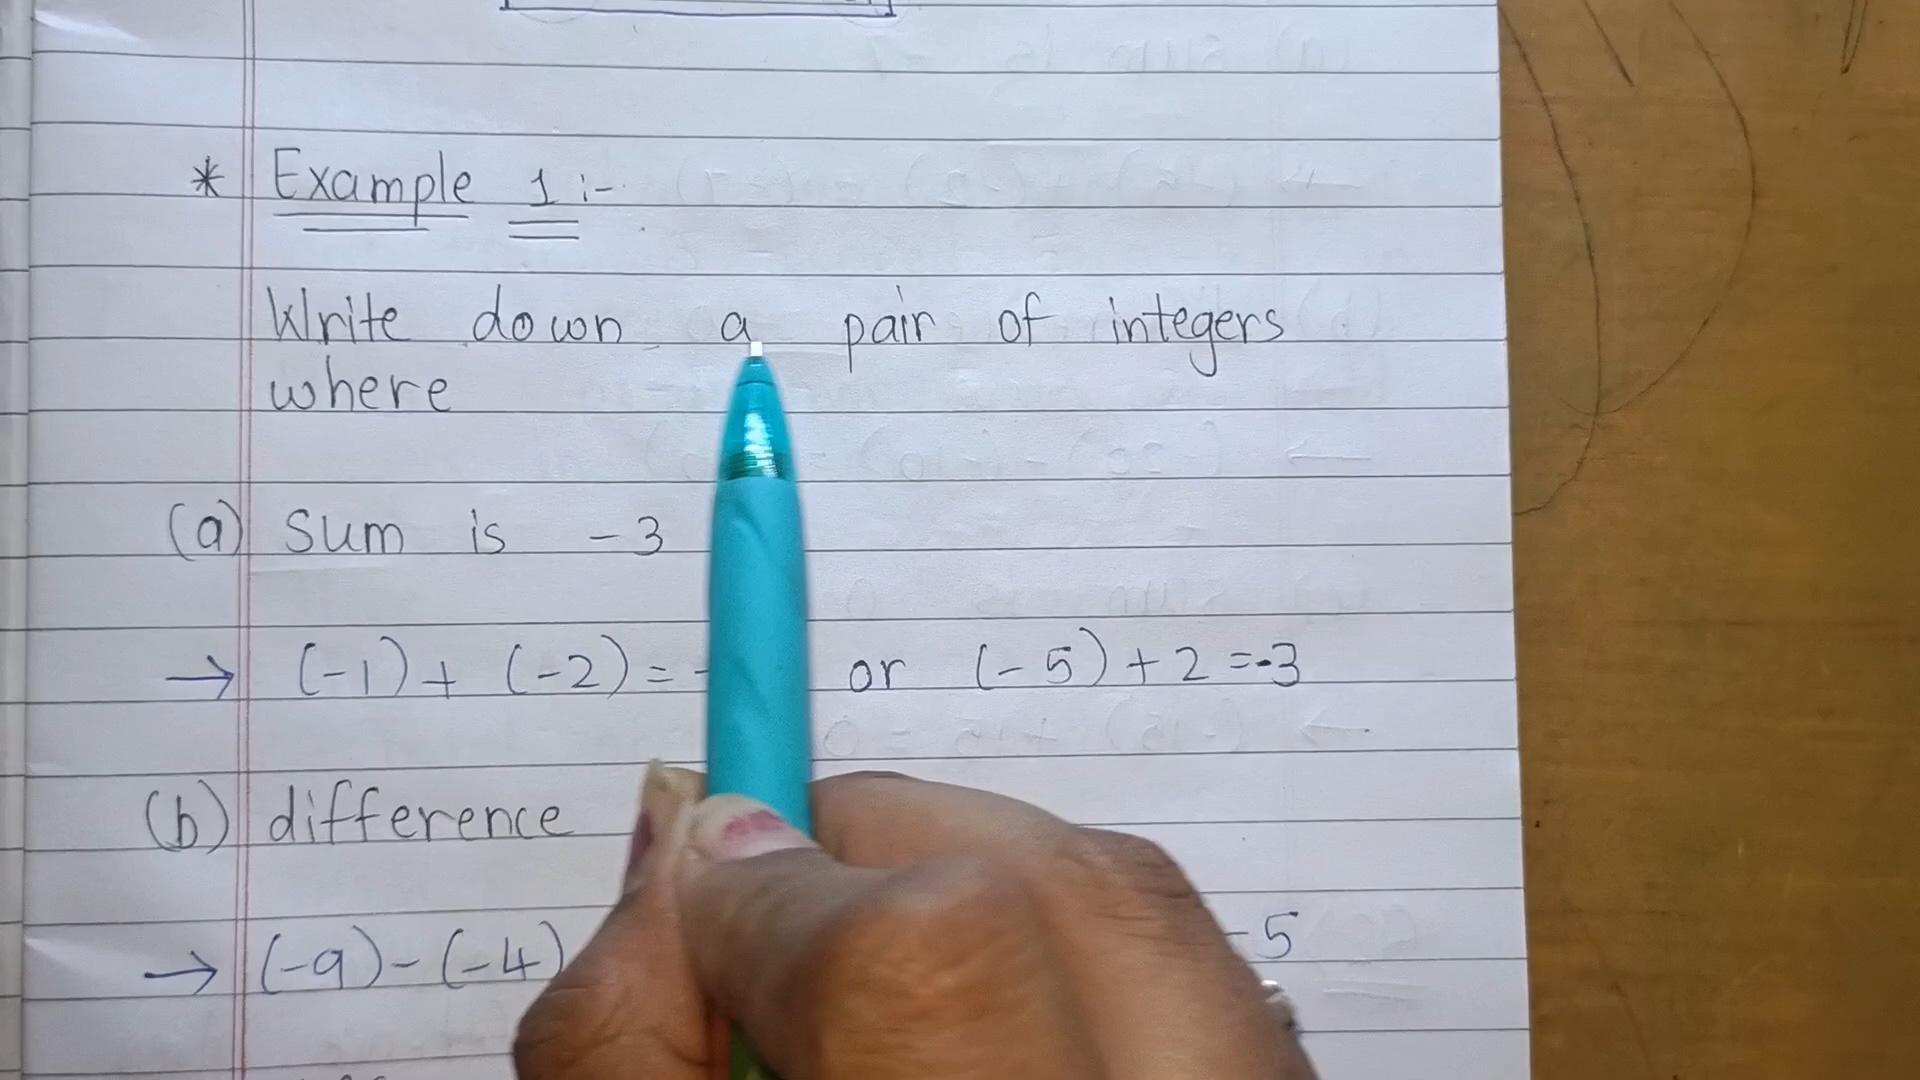 * Example 1 :-
Write down a pair of integers
where
(a) Sum is -3
→ (-1) + (-2) = - or (-5) + 2 = -3
(b) difference
→ (-9) - (-4) -5